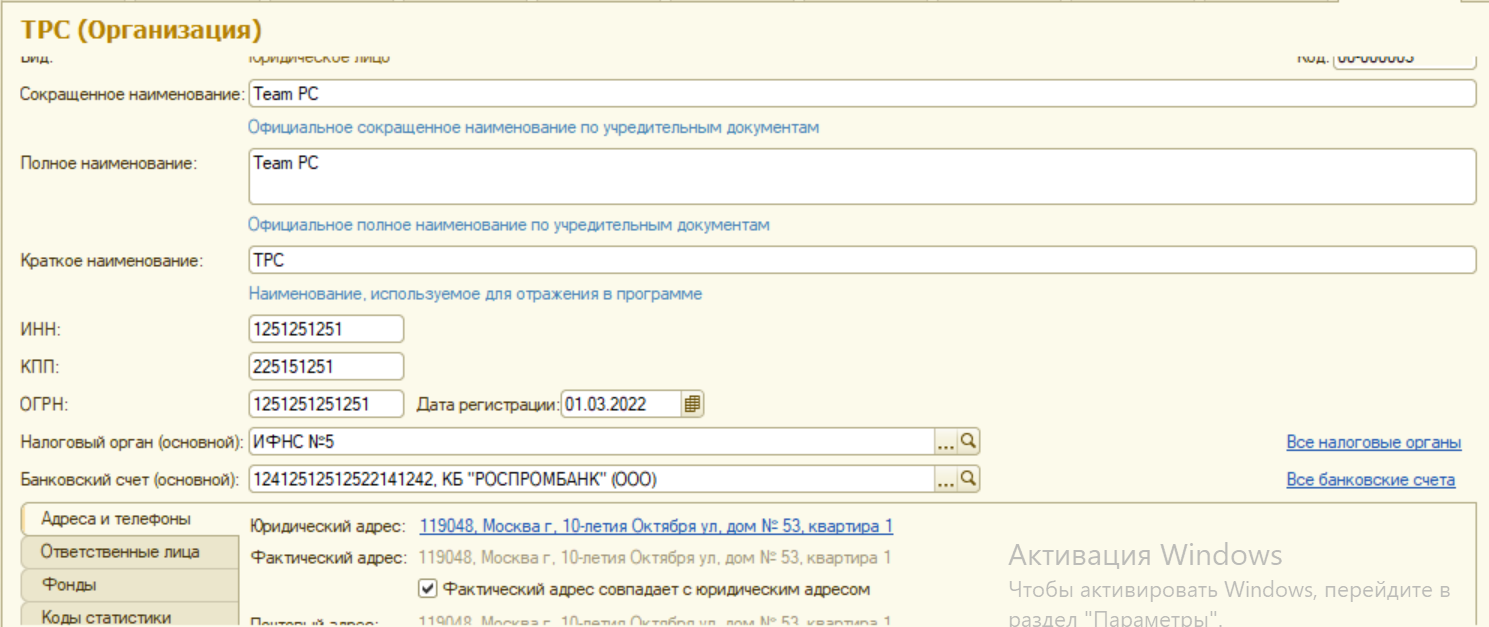 ТРС (Организация)
Вид: Юридическое лицо Код: 00-000003
Сокращенное наименование: Team PC
Официальное сокращенное наименование по учредительным документам
Полное наименование: Team PC
Официальное полное наименование по учредительным документам
Краткое наименование: ТРС
Наименование, используемое для отражения в программе
ИНН: 1251251251
КПП: 225151251
ОГРН: 1251251251251 Дата регистрации: 01.03.2022
Налоговый орган (основной): ИФНС №5 ... Все налоговые органы
Банковский счет (основной): 12412512512522141242, КБ "РОСПРОМБАНК" (ООО) ... Все банковские счета
Адреса и телефоны
Ответственные лица
Фонды
Коды статистики
Юридический адрес: 119048, Москва г, 10-летия Октября ул, дом № 53, квартира 1
Фактический адрес: 119048, Москва г, 10-летия Октября ул, дом № 53, квартира 1
Фактический адрес совпадает с юридическим адресом
Почтовый адрес: 119048, Москва г, 10-летия Октября ул, дом № 53, квартира 1
Активация Windows
Чтобы активировать Windows, перейдите в
раздел "Параметры".